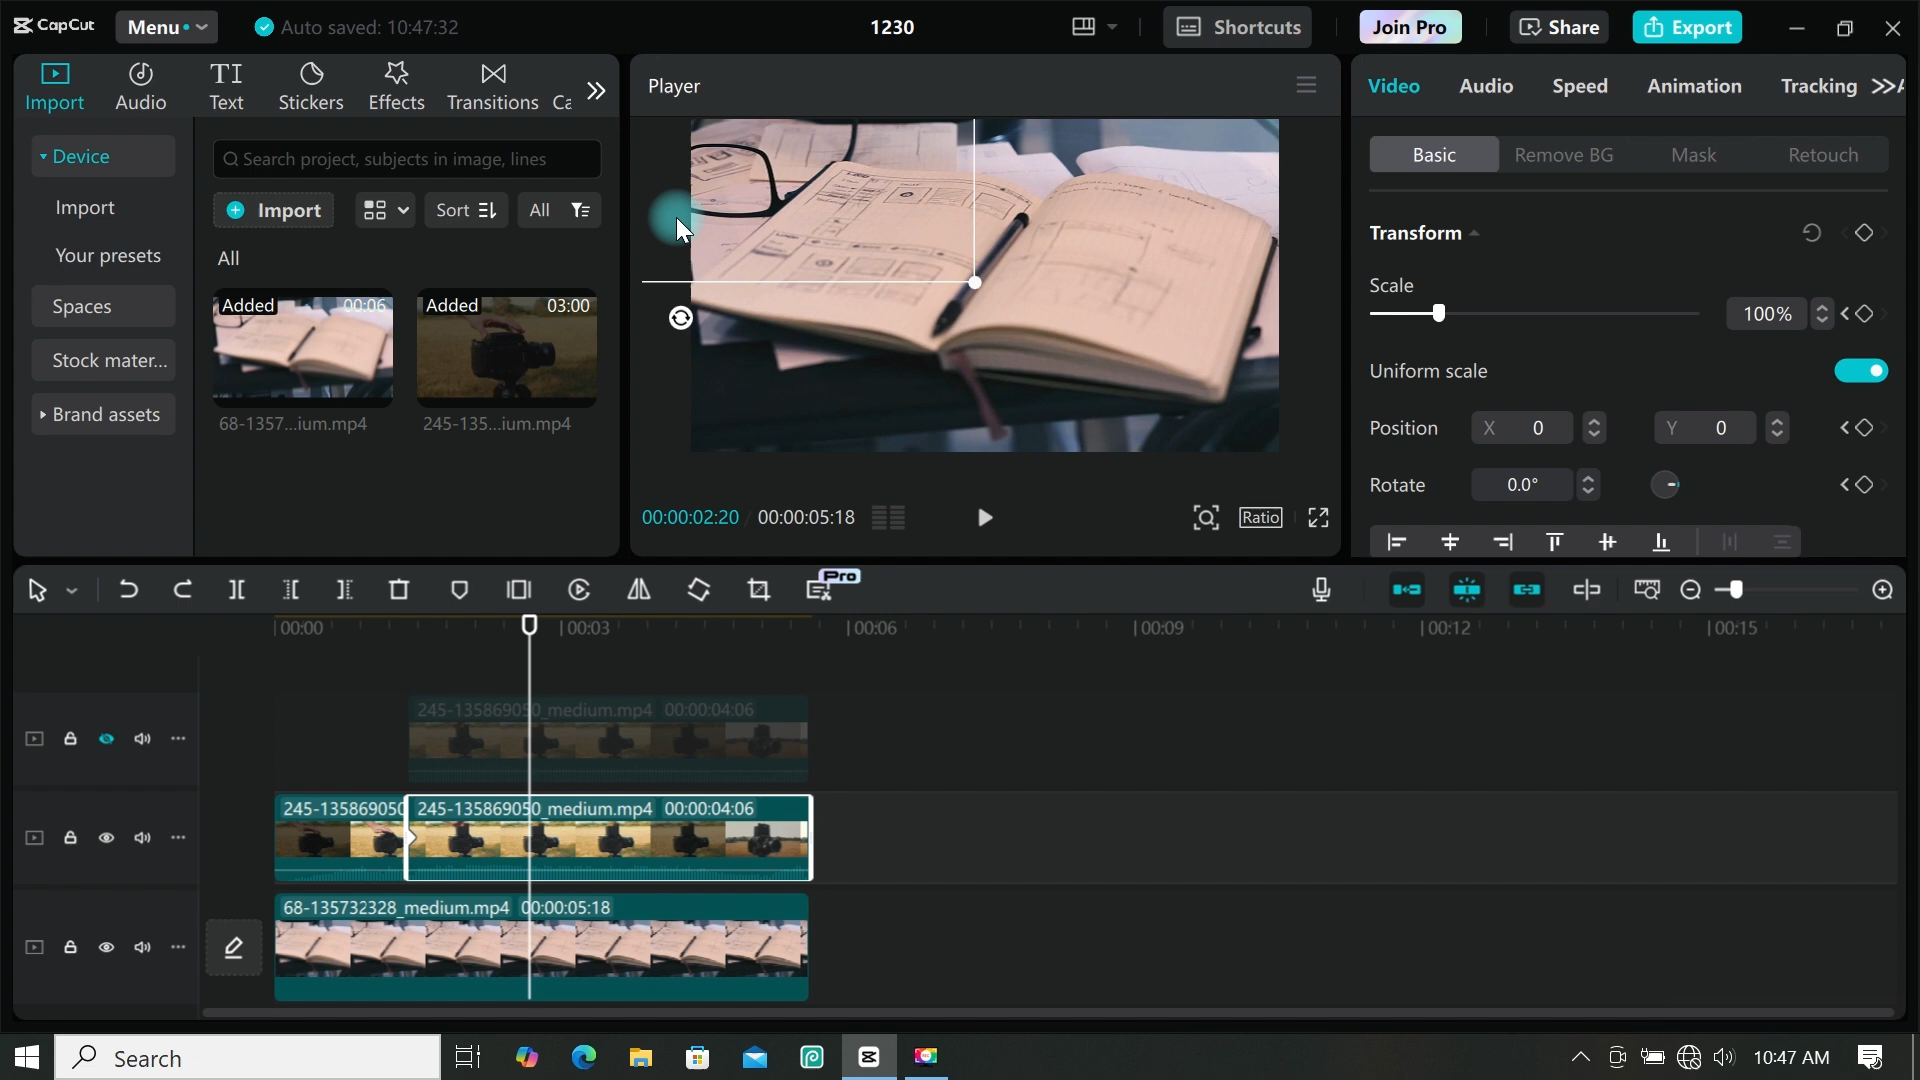 CapCut
Menu
Auto saved: 10:47:32
1230
Shortcuts
Join Pro
Share
Export
Import
Audio
Text
Stickers
Effects
Transitions
Ca
Player
Video
Audio
Speed
Animation
Tracking
Device
Import
Your presets
Spaces
Stock mater...
Brand assets
Search project, subjects in image, lines
Import
Sort
All
All
Added 00:06
68-1357...ium.mp4
Added 03:00
245-135...ium.mp4
00:00:02:20 / 00:00:05:18
Ratio
Basic
Remove BG
Mask
Retouch
Transform
Scale
100%
Uniform scale
Position X 0 Y 0
Rotate 0.0°
Pro
00:00 00:03 00:06 00:09 00:12 00:15
245-135869050_medium.mp4 00:00:04:06
245-135869050
245-135869050_medium.mp4 00:00:04:06
68-135732328_medium.mp4 00:00:05:18
Search
10:47 AM